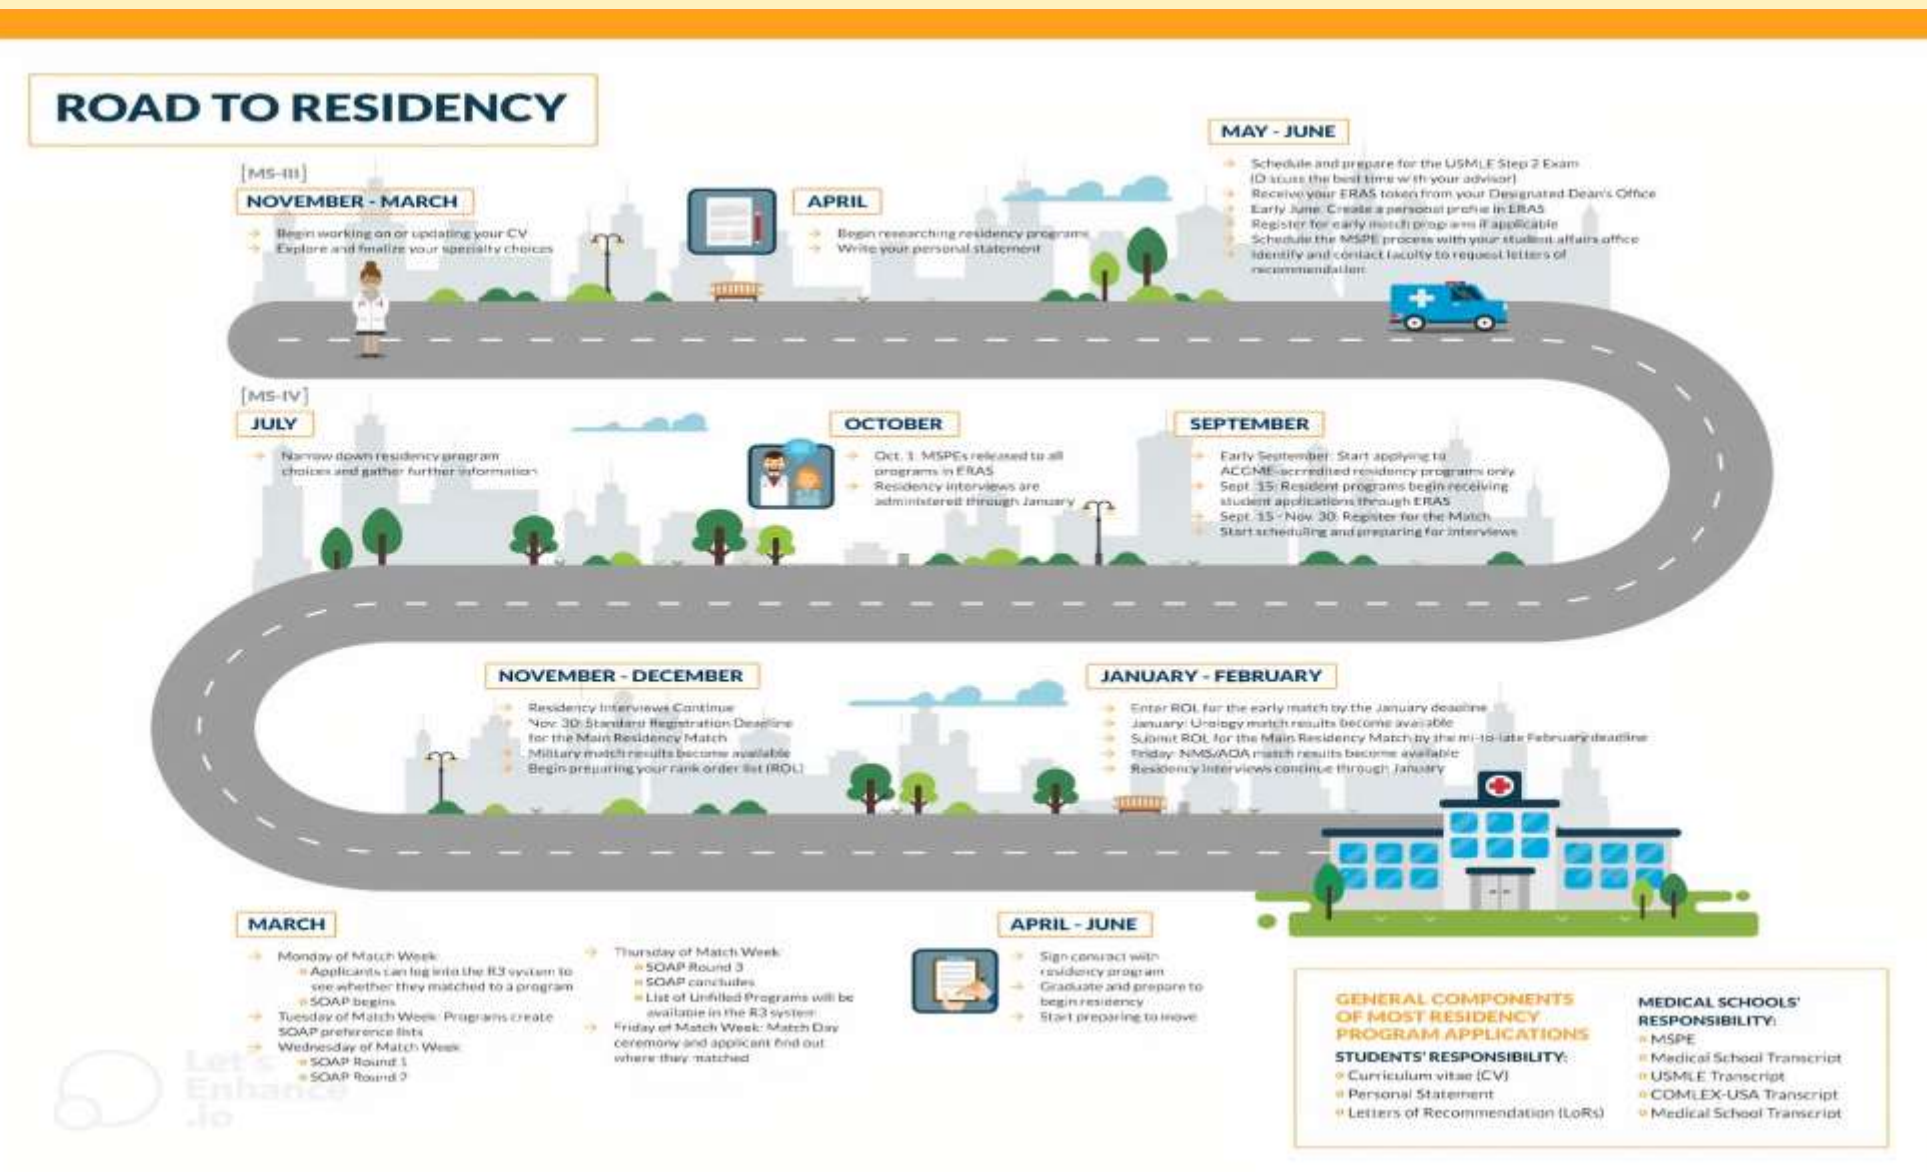 ROAD TO RESIDENCY
[MS-III]
NOVEMBER - MARCH
Begin working on or updating your CV
Explore and finalize your specialty choices
APRIL
Begin researching residency programs
Write your personal statement
MAY - JUNE
Schedule and prepare for the USMLE Step 2 Exam
(Discuss the best time with your advisor)
Receive your ERAS token from your Designated Dean's Office
Early June: Create a personal profile in ERAS
Register for early match programs if applicable
Schedule the MSPE process with your student affairs office
Identify and contact faculty to request letters of
recommendation
[MS-IV]
JULY
Narrow down residency program
choices and gather further information
OCTOBER
Oct. 1: MSPEs released to all
programs in ERAS
Residency interviews are
administered through January
SEPTEMBER
Early September: Start applying to
ACGME-accredited residency programs only
Sept. 15: Resident programs begin receiving
student applications through ERAS
Sept. 15 - Nov. 30: Register for the Match
Start scheduling and preparing for interviews
NOVEMBER - DECEMBER
Residency Interviews Continue
Nov. 30: Standard Registration Deadline
for the Main Residency Match
Military match results become available
Begin preparing your rank order list (ROL)
JANUARY - FEBRUARY
Enter ROL for the early match by the January deadline
January: Urology match results become available
Submit ROL for the Main Residency Match by the mi-to-late February deadline
Friday: NMS/AOA match results become available
Residency Interviews continue through January
MARCH
Monday of Match Week:
Applicants can log into the R3 system to
see whether they matched to a program
SOAP begins
Tuesday of Match Week: Programs create
SOAP preference lists
Wednesday of Match Week:
SOAP Round 1
SOAP Round 2
Thursday of Match Week:
SOAP Round 3
SOAP concludes
List of Unfilled Programs will be
available in the R3 system
Friday of Match Week: Match Day
ceremony and applicant find out
where they matched
APRIL - JUNE
Sign contract with
residency program
Graduate and prepare to
begin residency
Start preparing to move
GENERAL COMPONENTS
OF MOST RESIDENCY
PROGRAM APPLICATIONS
STUDENTS' RESPONSIBILITY:
Curriculum vitae (CV)
Personal Statement
Letters of Recommendation (LoRs)
MEDICAL SCHOOLS'
RESPONSIBILITY:
MSPE
Medical School Transcript
USMLE Transcript
COMLEX-USA Transcript
Medical School Transcript
Let's
Enhance
.io